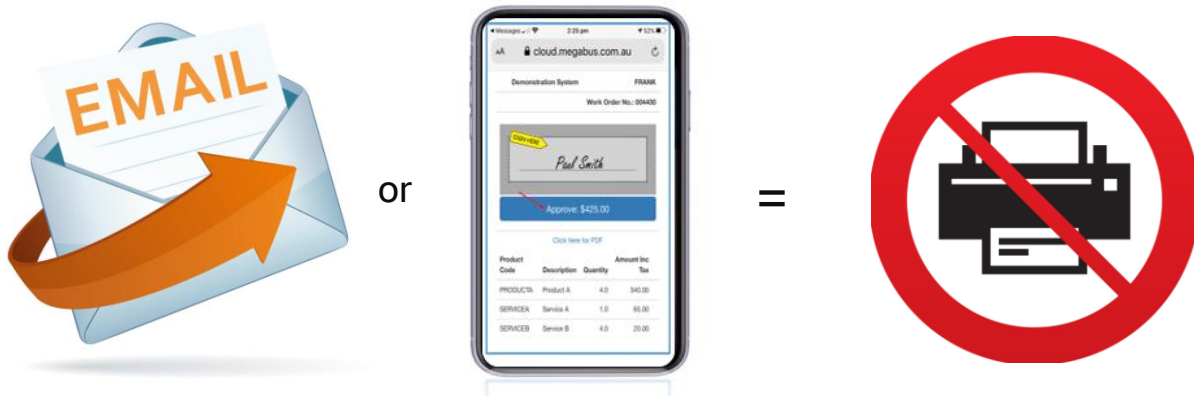 EMAIL
or
Messages 2:25 pm 92%
AA cloud.megabus.com.au
Demonstration System FRANK
Work Order No.: 004400
SIGN HERE
Paul Smith
Approve: $425.00
Click here for PDF
Product Code Description Quantity Amount Inc Tax
PRODUCTA Product A 4.0 340.00
SERVICEA Service A 1.0 65.00
SERVICEB Service B 4.0 20.00
=